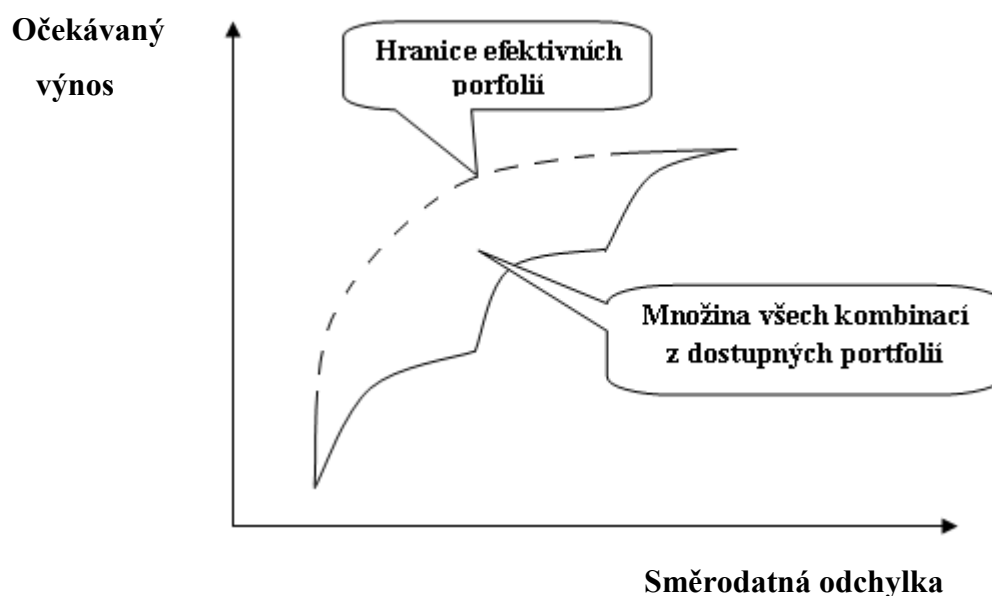 Očekávaný
výnos
Hranice efektivních
porfolií
Množina všech kombinací
z dostupných portfolií
Směrodatná odchylka